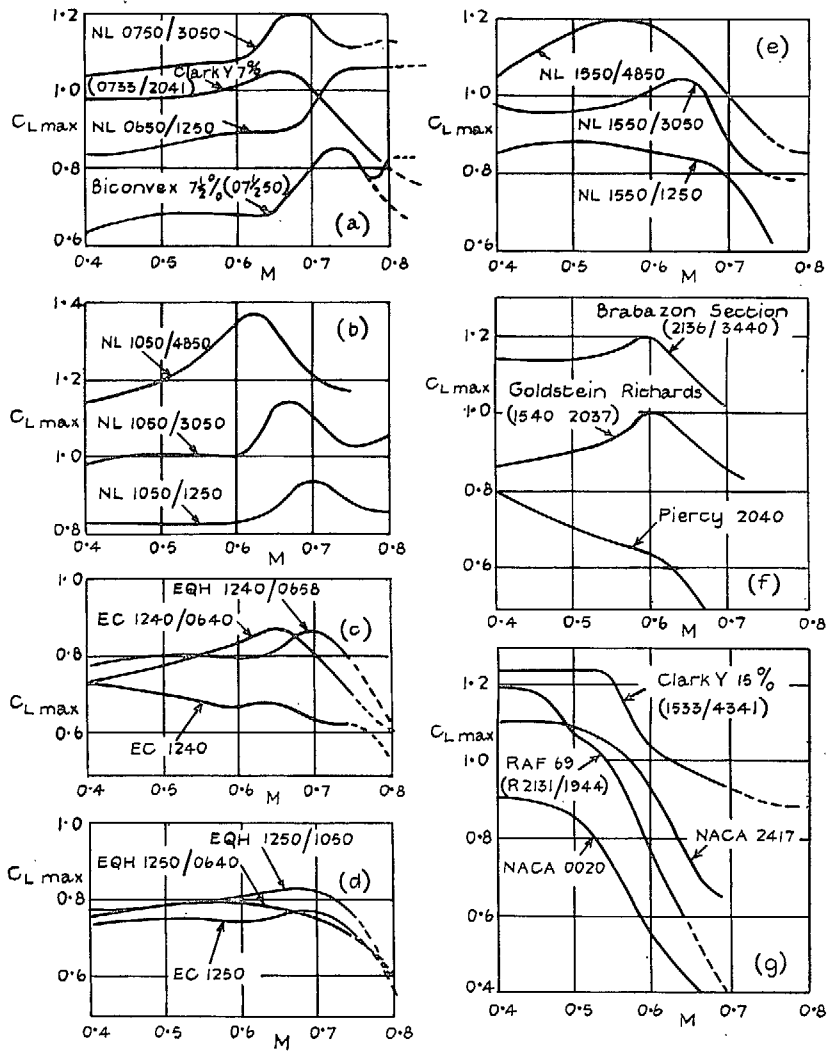 (a)
1·2
1·0
C L max
0·8
0·6
NL 0750/3050
Clark Y 7%
(0733/2041)
NL 0650/1250
Biconvex 7½% (07½50)
0·4
0·5
0·6
M
0·7
0·8
(b)
1·4
1·2
C L max
1·0
0·8
NL 1050/4850
NL 1050/3050
NL 1050/1250
0·4
0·5
0·6
M
0·7
0·8
(c)
1·0
0·8
C L max
0·6
EQH 1240/0658
EC 1240/0640
EC 1240
0·4
0·5
0·6
M
0·7
0·8
(d)
1·0
C L max
0·8
0·6
EQH 1250/1050
EQH 1250/0640
EC 1250
0·4
0·5
0·6
M
0·7
0·8
(e)
1·2
1·0
C L max
0·8
0·6
NL 1550/4850
NL 1550/3050
NL 1550/1250
0·4
0·5
0·6
M
0·7
0·8
(f)
1·2
C L max
1·0
0·8
0·6
Brabazon Section
(2136/3440)
Goldstein Richards
(1540 2037)
Piercy 2040
0·4
0·5
0·6
M
0·7
0·8
(g)
1·2
C L max
1·0
0·8
0·6
0·4
Clark Y 15%
(1533/4341)
RAF 69
(R2131/1944)
NACA 2417
NACA 0020
0·4
0·5
0·6
M
0·7
0·8